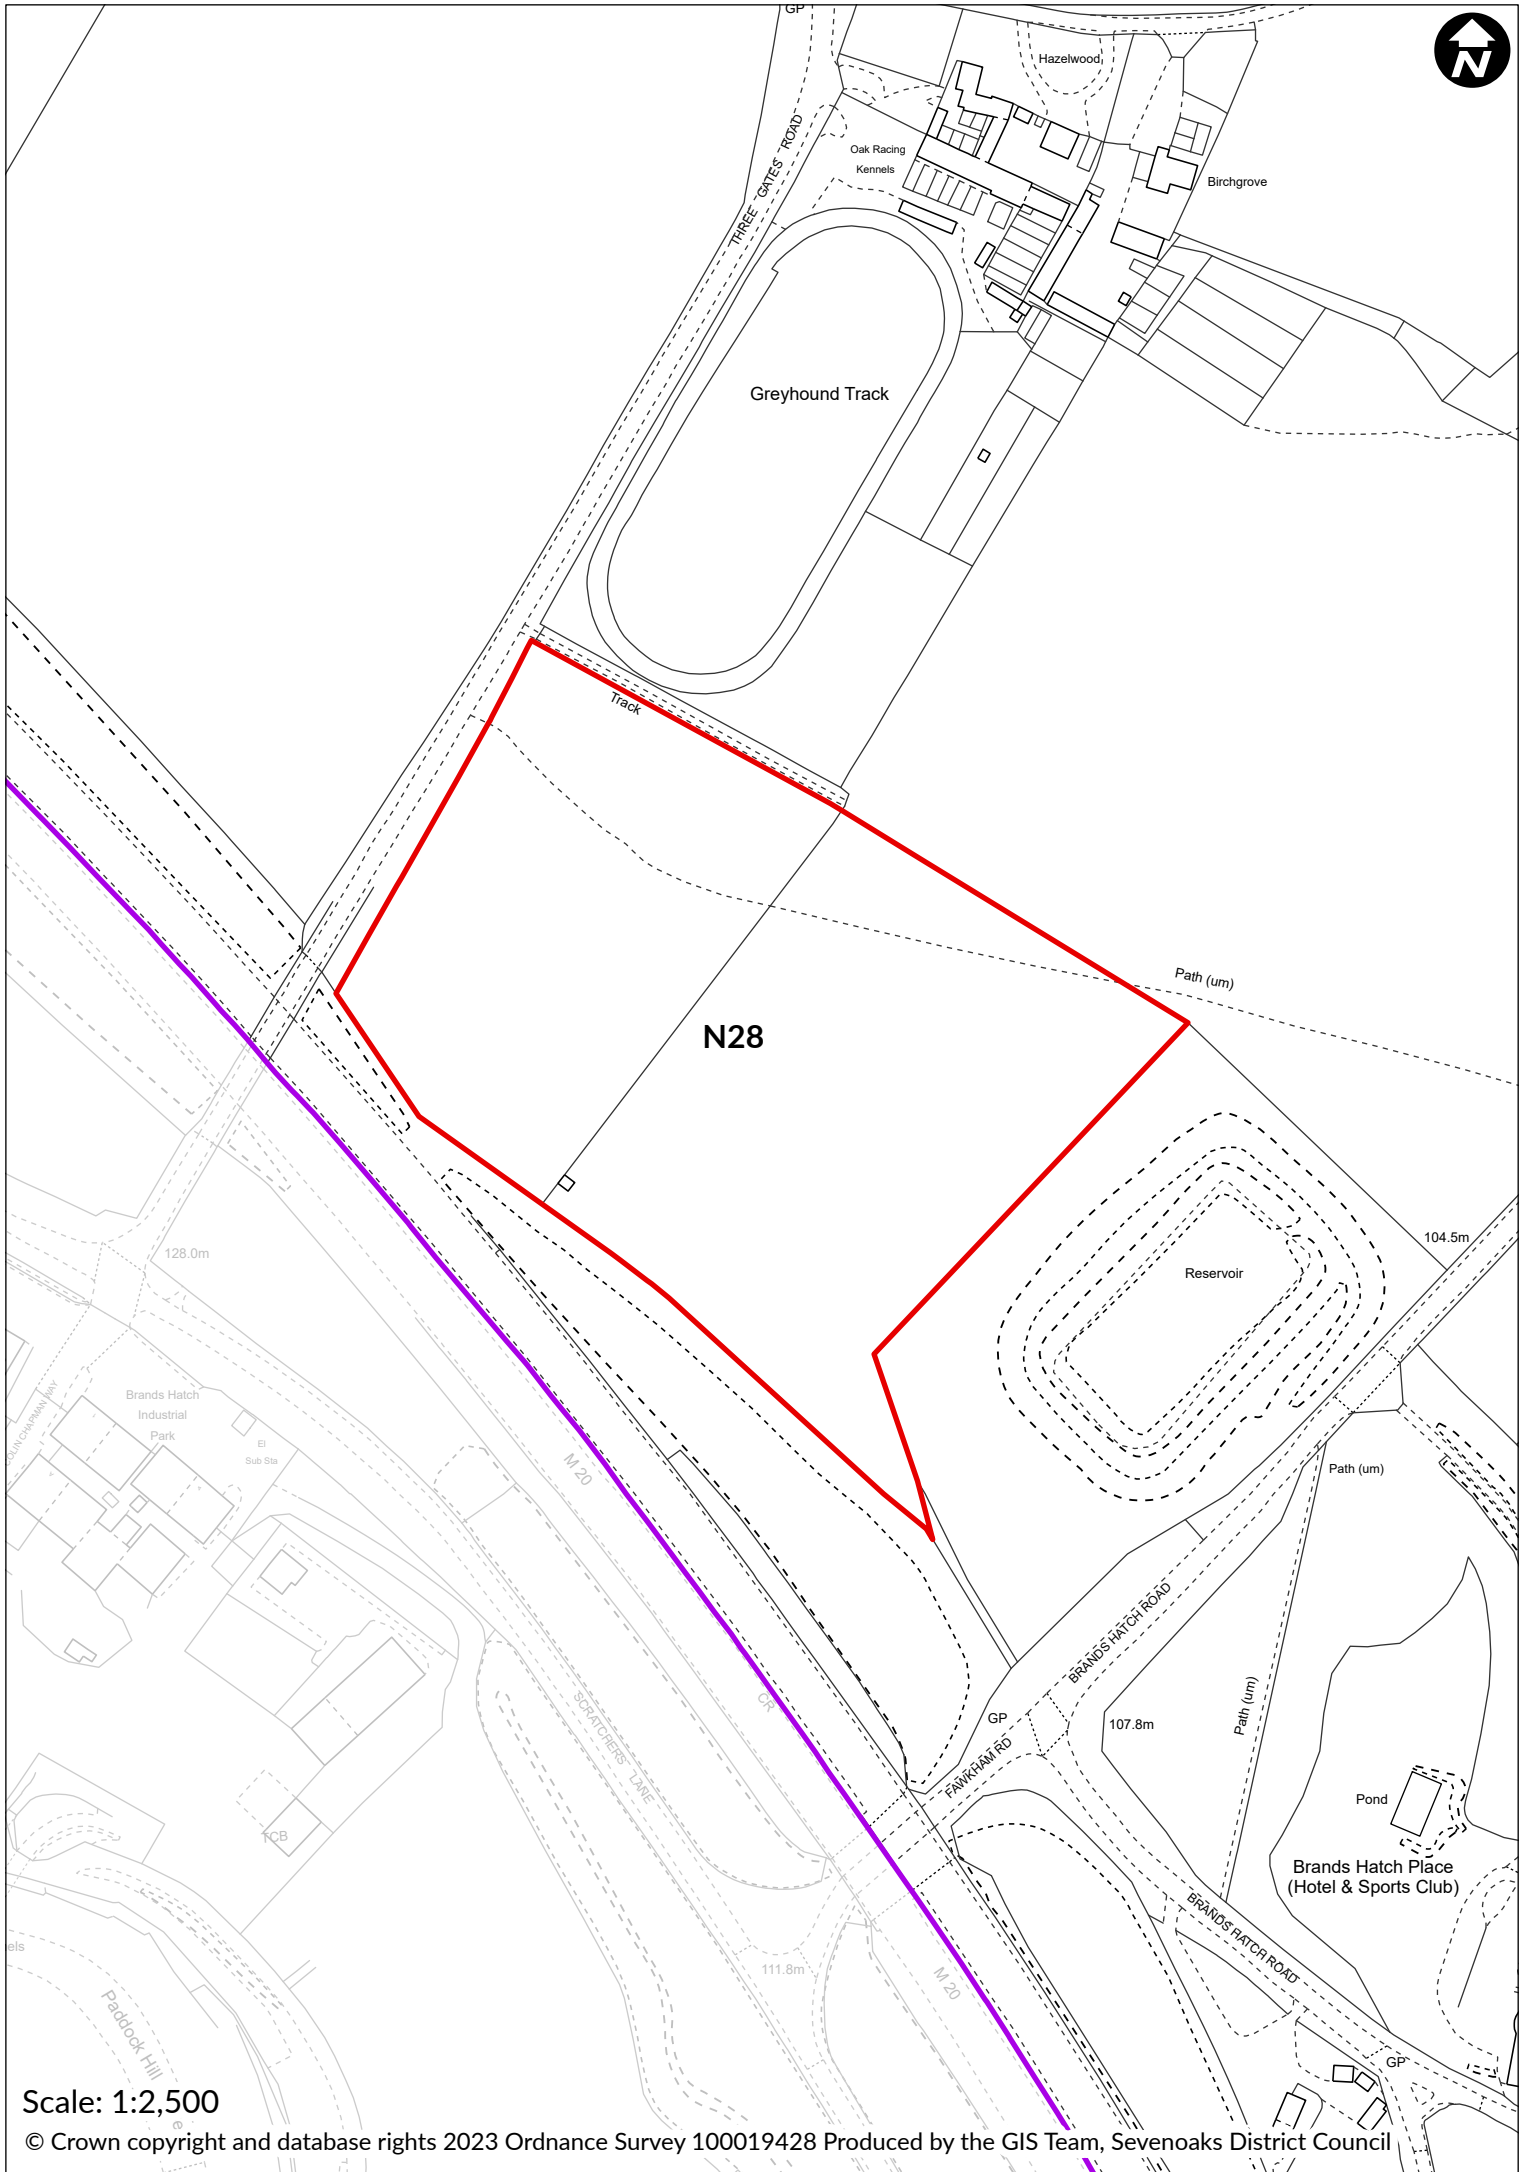 GP
N
Hazelwood
THREE GATES ROAD
Oak Racing
Kennels
Birchgrove
Greyhound Track
Track
Path (um)
N28
104.5m
128.0m
Reservoir
Brands Hatch
Industrial
Park
El
Sub Sta
M 20
Path (um)
BRANDS HATCH ROAD
SCRATCHERS LANE
CR
GP
107.8m
Path (um)
FAWKHAM RD
Pond
TCB
Brands Hatch Place
(Hotel & Sports Club)
BRANDS HATCH ROAD
111.8m
M 20
Paddock Hill
GP
Scale: 1:2,500
© Crown copyright and database rights 2023 Ordnance Survey 100019428 Produced by the GIS Team, Sevenoaks District Council